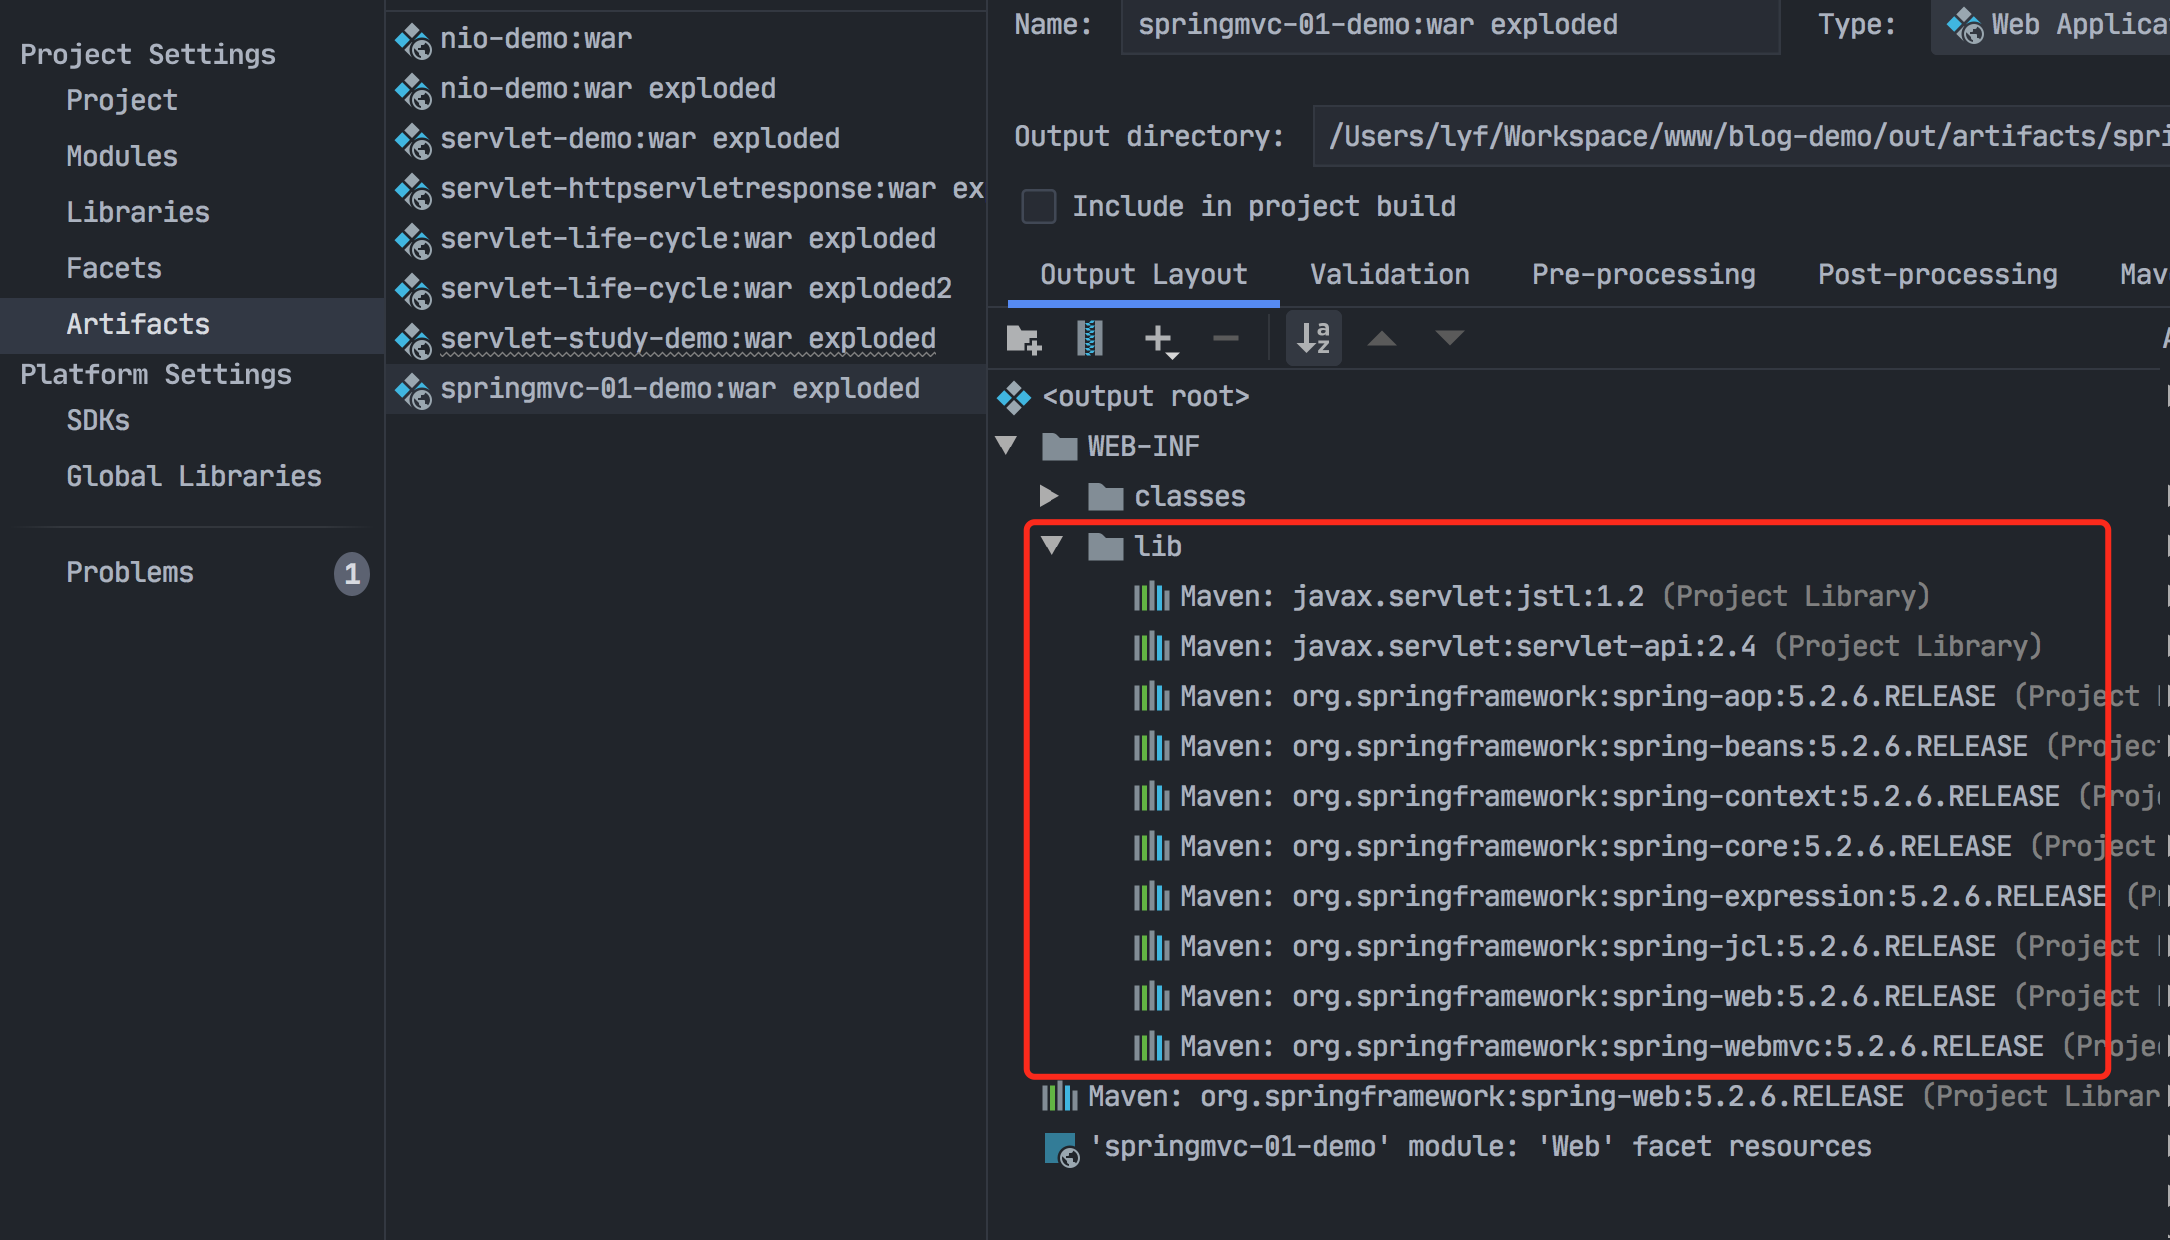 Project Settings
Project
Modules
Libraries
Facets
Artifacts
Platform Settings
SDKs
Global Libraries
Problems
1
nio-demo:war
nio-demo:war exploded
servlet-demo:war exploded
servlet-httpservletresponse:war ex
servlet-life-cycle:war exploded
servlet-life-cycle:war exploded2
servlet-study-demo:war exploded
springmvc-01-demo:war exploded
Name: springmvc-01-demo:war exploded Type: Web Applica
Output directory: /Users/lyf/Workspace/www/blog-demo/out/artifacts/spri
Include in project build
Output Layout Validation Pre-processing Post-processing Mav
<output root>
WEB-INF
classes
lib
Maven: javax.servlet:jstl:1.2 (Project Library)
Maven: javax.servlet:servlet-api:2.4 (Project Library)
Maven: org.springframework:spring-aop:5.2.6.RELEASE (Project
Maven: org.springframework:spring-beans:5.2.6.RELEASE (Project
Maven: org.springframework:spring-context:5.2.6.RELEASE (Proj
Maven: org.springframework:spring-core:5.2.6.RELEASE (Project
Maven: org.springframework:spring-expression:5.2.6.RELEASE (P
Maven: org.springframework:spring-jcl:5.2.6.RELEASE (Project
Maven: org.springframework:spring-web:5.2.6.RELEASE (Project
Maven: org.springframework:spring-webmvc:5.2.6.RELEASE (Proje
Maven: org.springframework:spring-web:5.2.6.RELEASE (Project Librar
'springmvc-01-demo' module: 'Web' facet resources